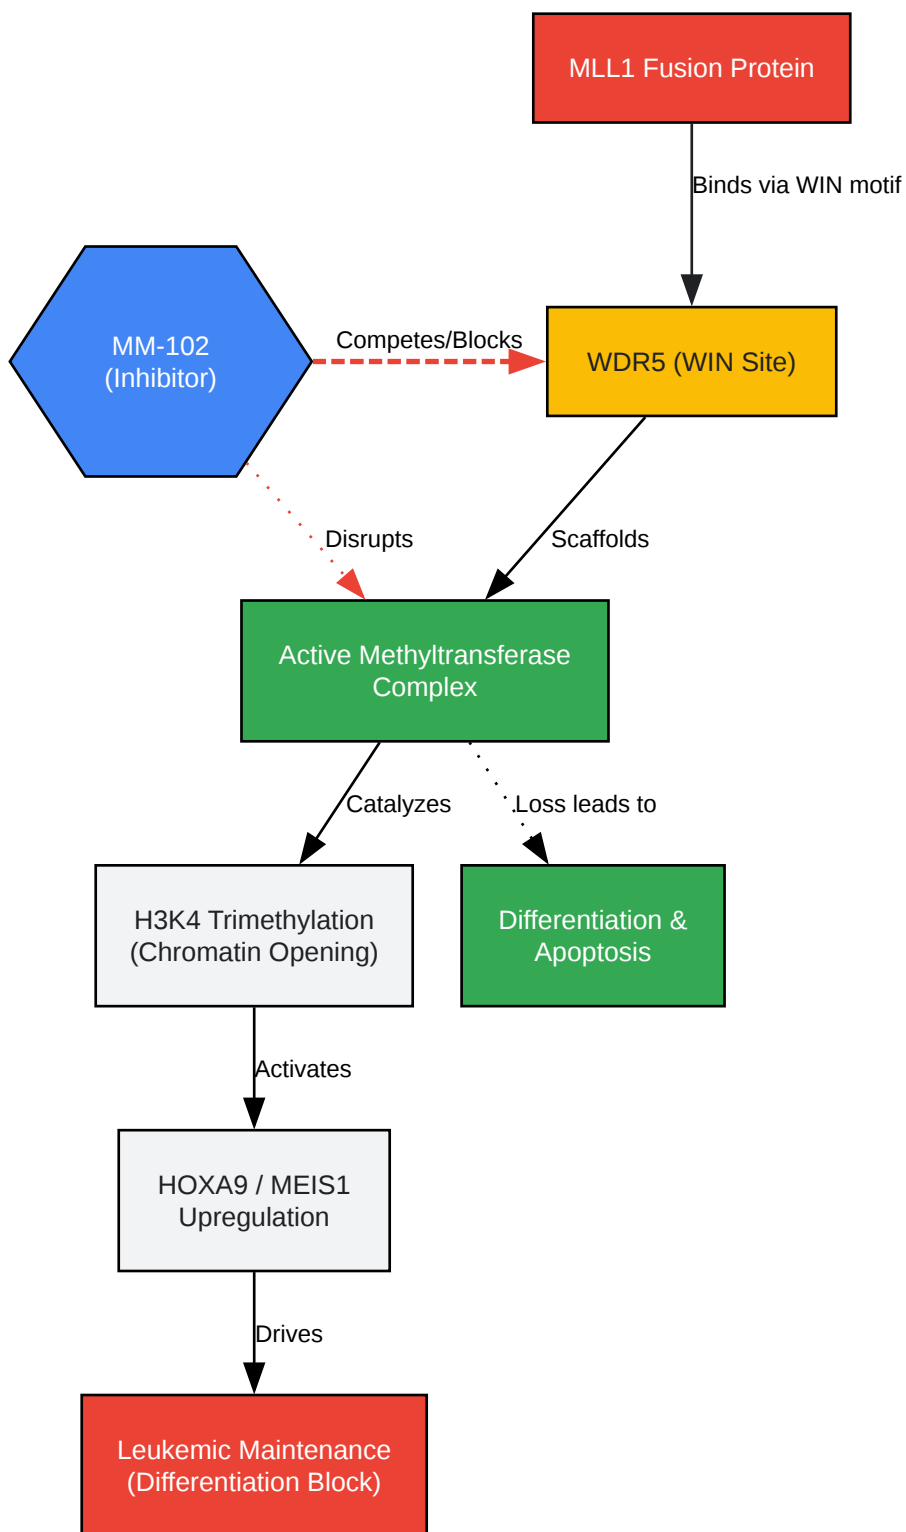 MLL1 Fusion Protein
Binds via WIN motif
MM-102
(Inhibitor)
Competes/Blocks
WDR5 (WIN Site)
Disrupts
Scaffolds
Active Methyltransferase
Complex
Catalyzes
Loss leads to
H3K4 Trimethylation
(Chromatin Opening)
Differentiation &
Apoptosis
Activates
HOXA9 / MEIS1
Upregulation
Drives
Leukemic Maintenance
(Differentiation Block)